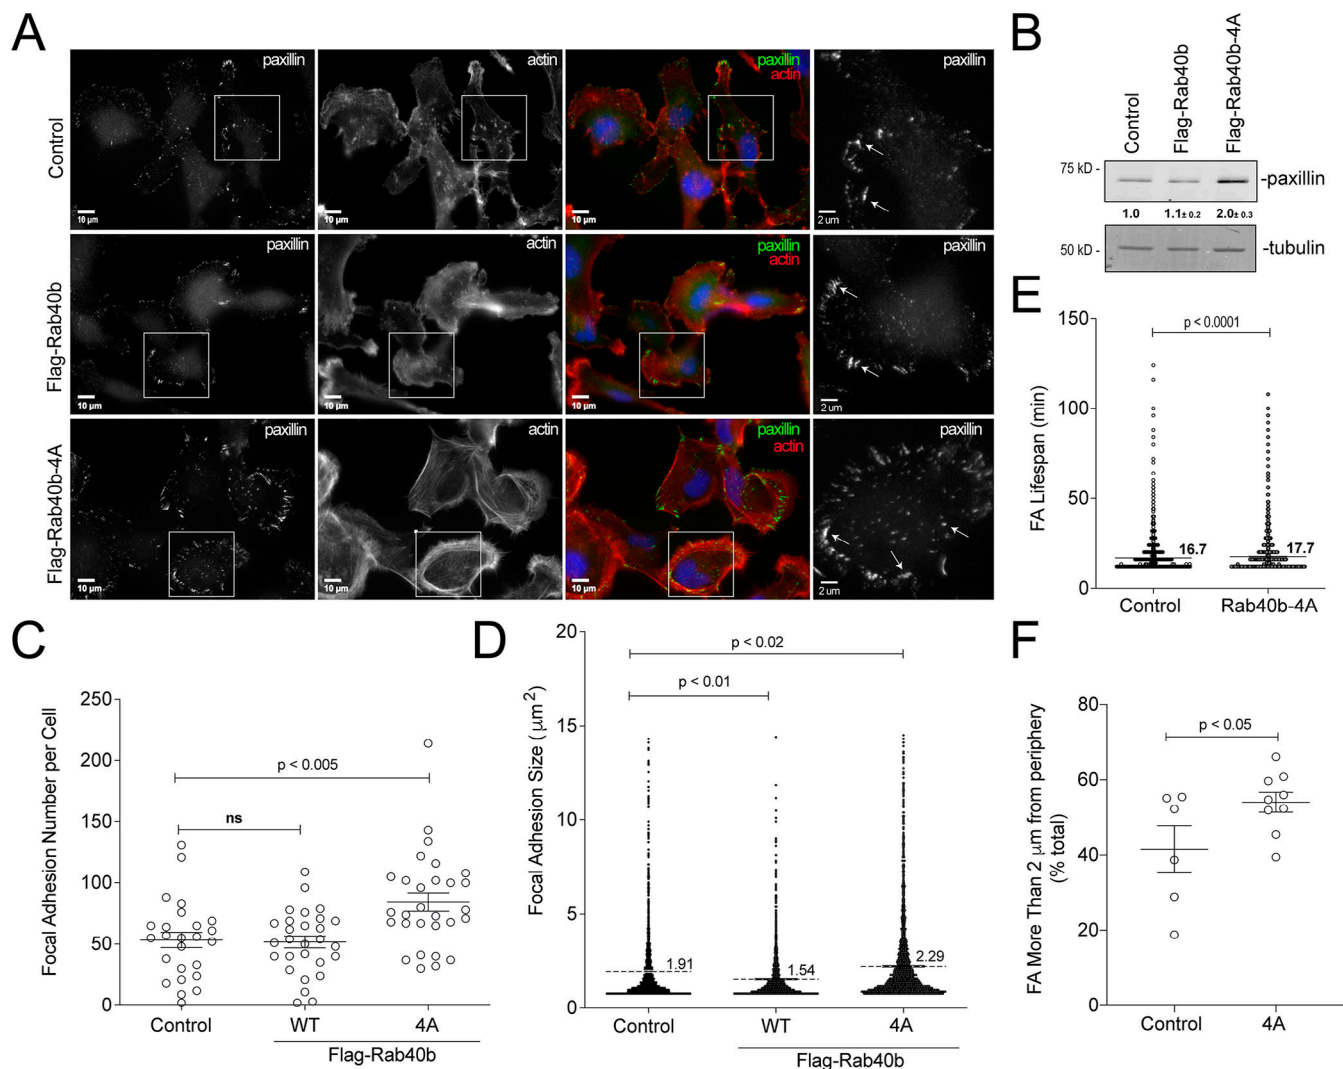 A
paxillin
actin
paxillin
actin
paxillin
Control
10 µm
10 µm
10 µm
2 um
paxillin
actin
paxillin
actin
paxillin
Flag-Rab40b
10 µm
10 µm
10 µm
2 um
paxillin
actin
paxillin
actin
paxillin
Flag-Rab40b-4A
10 µm
10 µm
10 µm
2 um
B
Control
Flag-Rab40b
Flag-Rab40b-4A
75 kD -
-paxillin
1.0 1.1± 0.2 2.0± 0.3
50 kD -
-tubulin
E
FA Lifespan (min)
150
100
50
0
p < 0.0001
16.7
17.7
Control
Rab40b-4A
C
Focal Adhesion Number per Cell
250
200
150
100
50
0
p < 0.005
ns
Control
WT
4A
Flag-Rab40b
D
Focal Adhesion Size ( µm²)
20
15
10
5
0
p < 0.02
p < 0.01
1.91
1.54
2.29
Control
WT
4A
Flag-Rab40b
F
FA More Than 2 µm from periphery
(% total)
80
60
40
20
0
p < 0.05
Control
4A